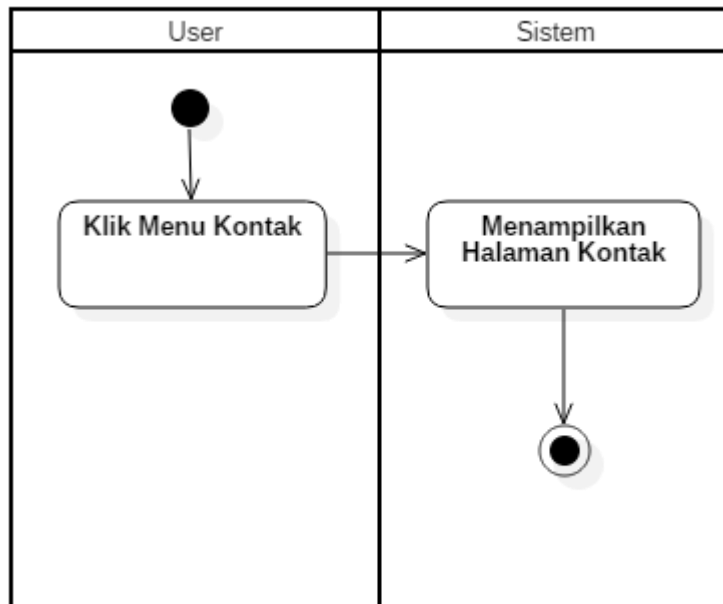 User
Sistem
Klik Menu Kontak
Menampilkan
Halaman Kontak